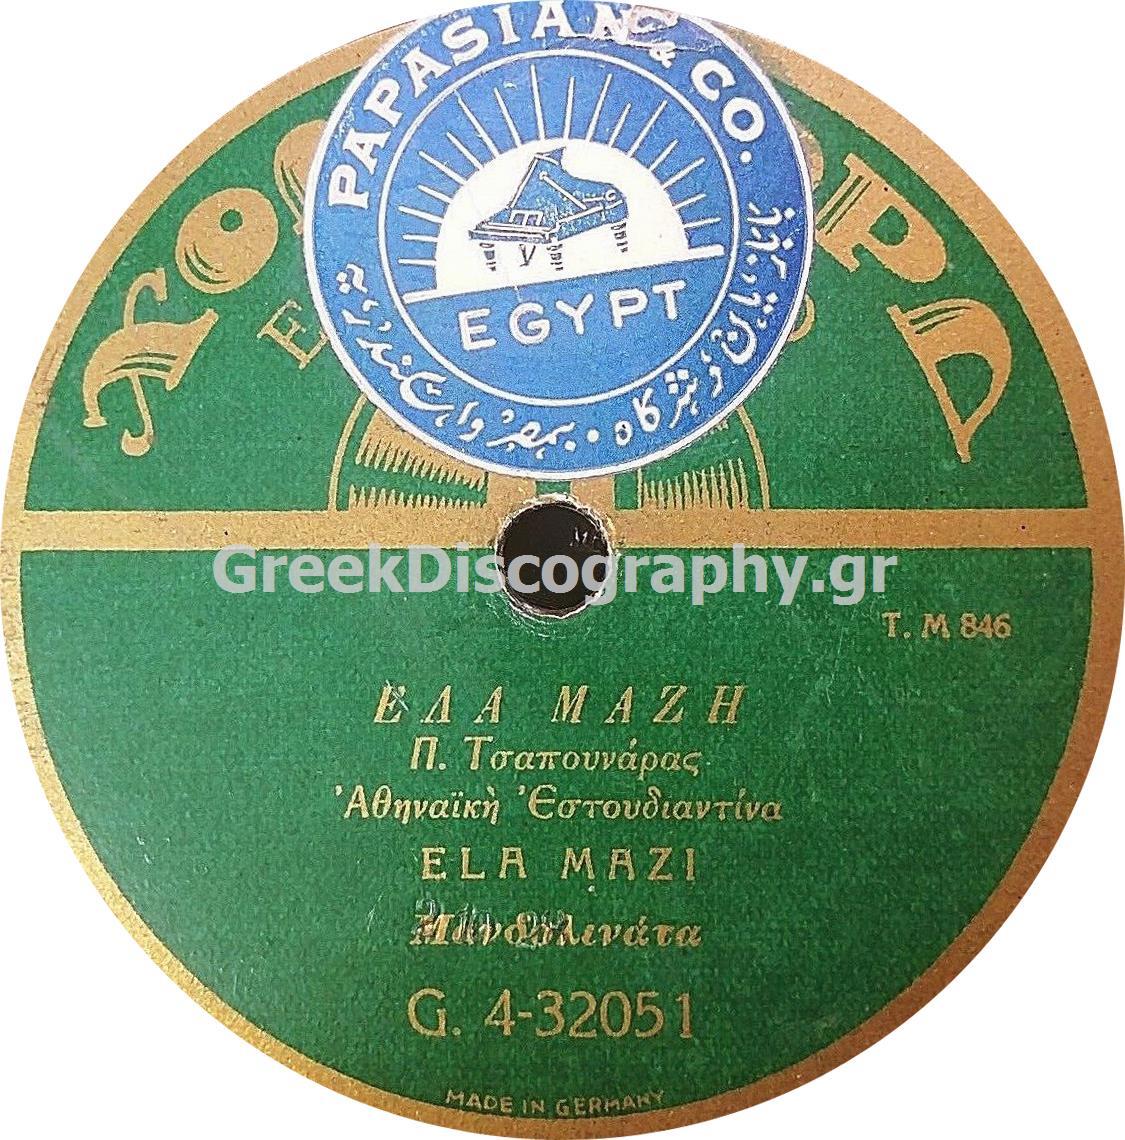 PAPASIAN & CO.
EGYPT
GreekDiscography.gr
T. M 846
ΕΛΑ ΜΑΖΗ
Π. Τσαπουνάρας
Ἀθηναϊκὴ Ἐστουδιαντίνα
ELA MAZI
Μανδολινάτα
G. 4-32051
MADE IN GERMANY